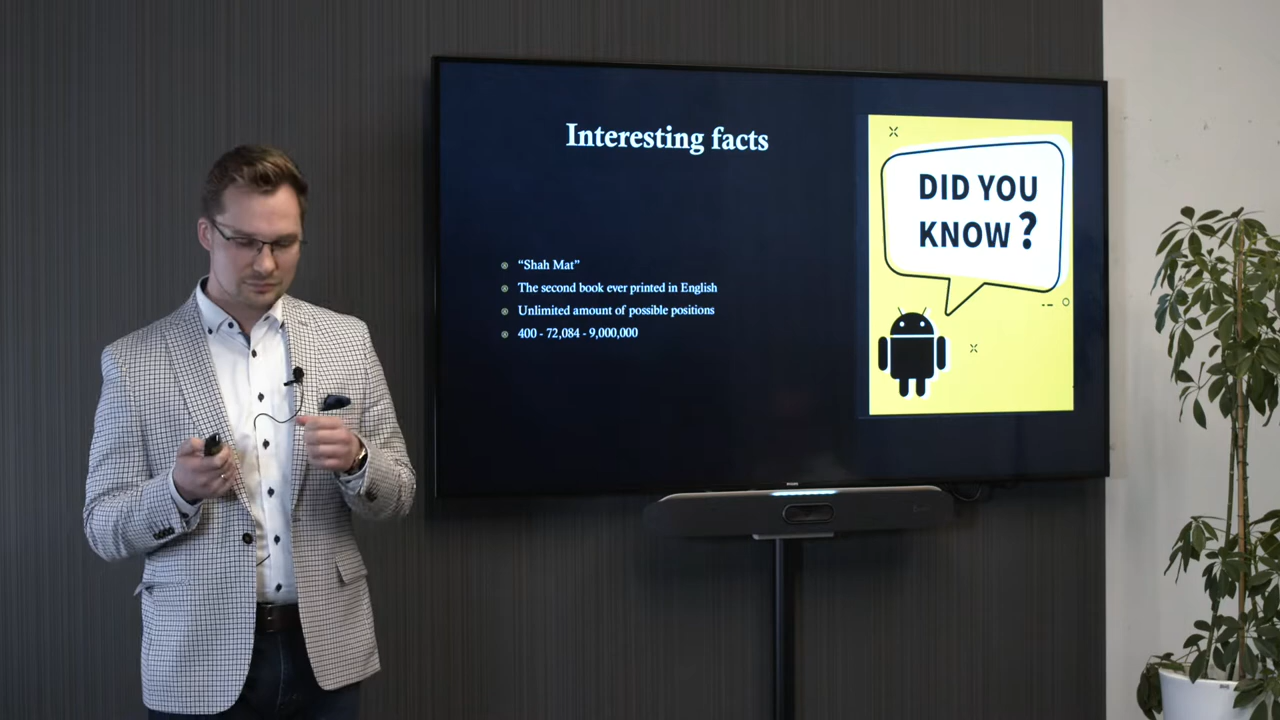 Interesting facts
“Shah Mat”
The second book ever printed in English
Unlimited amount of possible positions
400 - 72,084 - 9,000,000
DID YOU
KNOW ?